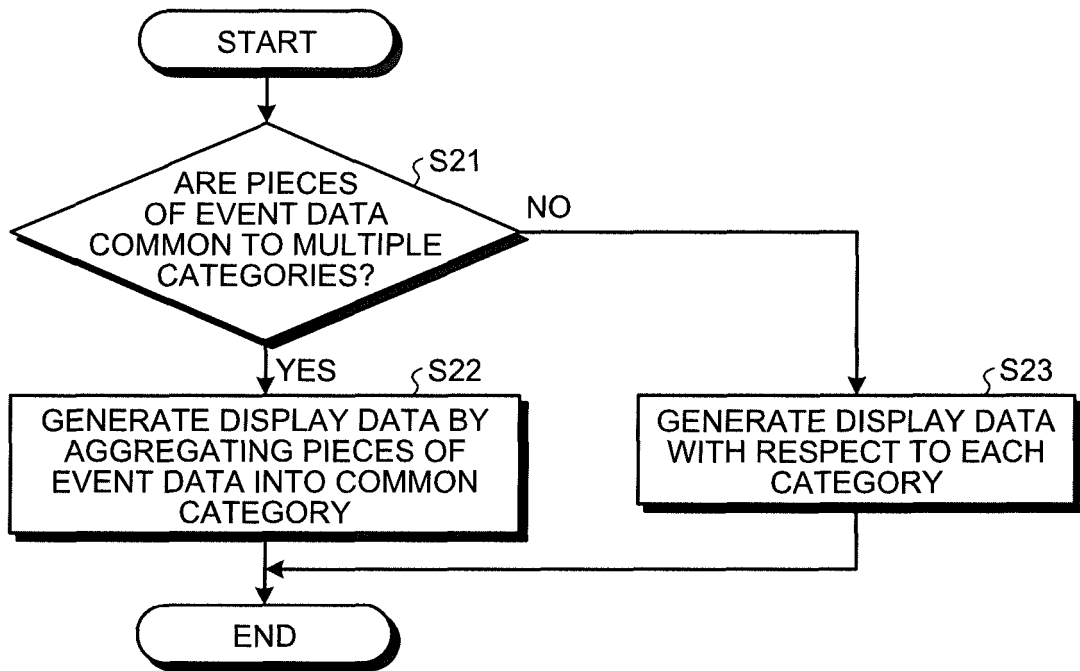 START
S21
ARE PIECES
OF EVENT DATA
COMMON TO MULTIPLE
CATEGORIES?
NO
YES
S22
GENERATE DISPLAY DATA BY
AGGREGATING PIECES OF
EVENT DATA INTO COMMON
CATEGORY
S23
GENERATE DISPLAY DATA
WITH RESPECT TO EACH
CATEGORY
END